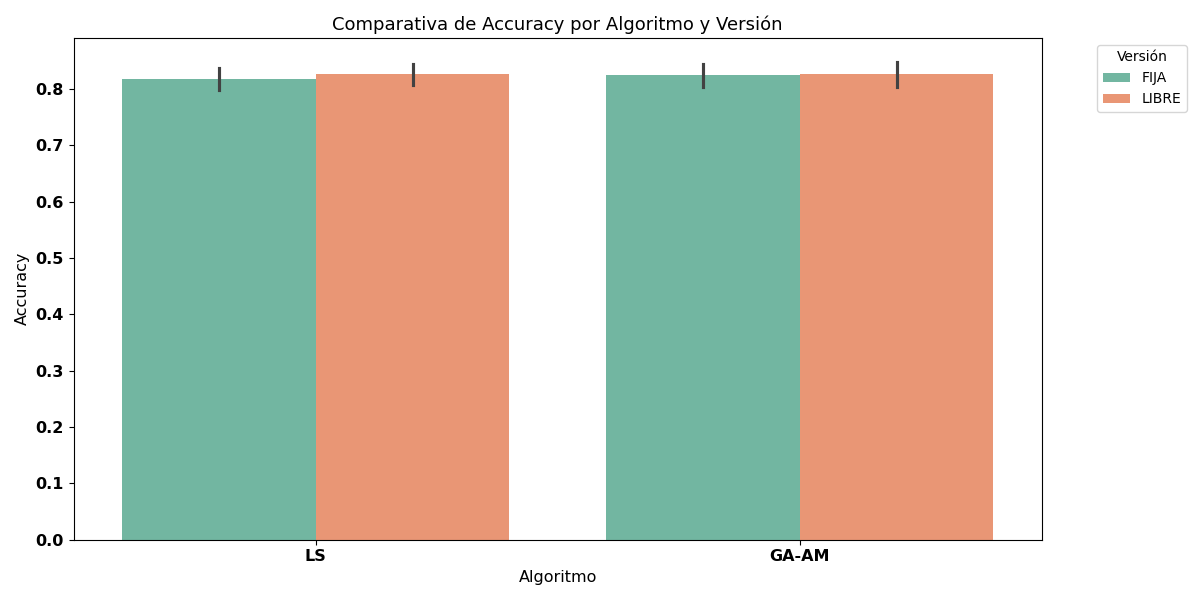 Comparativa de Accuracy por Algoritmo y Versión
Versión
FIJA
LIBRE
Accuracy
0.8
0.7
0.6
0.5
0.4
0.3
0.2
0.1
0.0
LS
GA-AM
Algoritmo